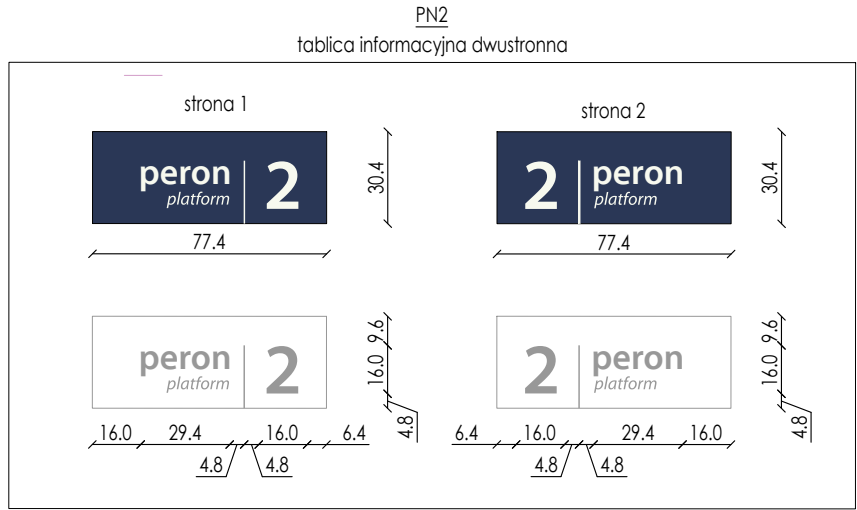 PN2
tablica informacyjna dwustronna
strona 1
strona 2
peron 2
platform
30.4
77.4
2 peron
platform
30.4
77.4
peron 2
platform
9.6
16.0
4.8
16.0 29.4 16.0 6.4
4.8 4.8
2 peron
platform
9.6
16.0
4.8
6.4 16.0 29.4 16.0
4.8 4.8